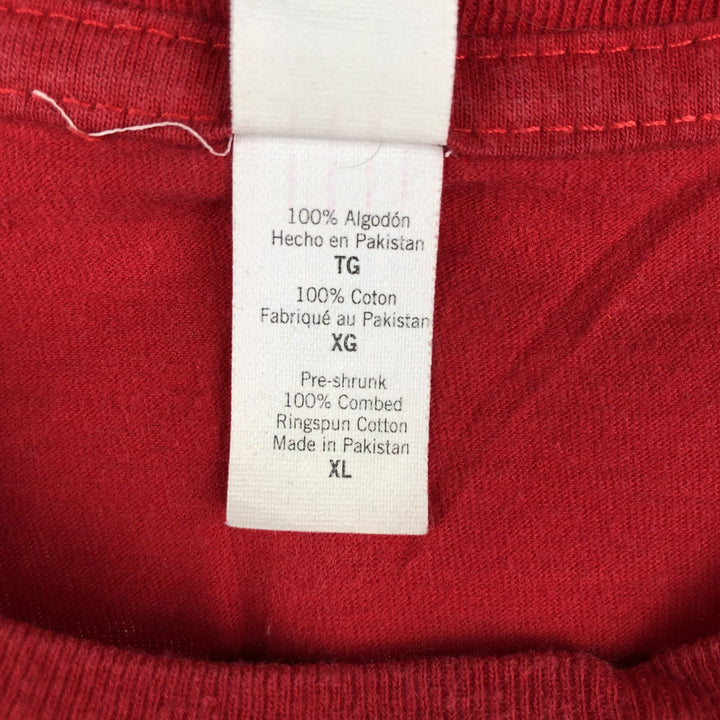 100% Algodón
Hecho en Pakistan
TG
100% Coton
Fabriqué au Pakistan
XG
Pre-shrunk
100% Combed
Ringspun Cotton
Made in Pakistan
XL